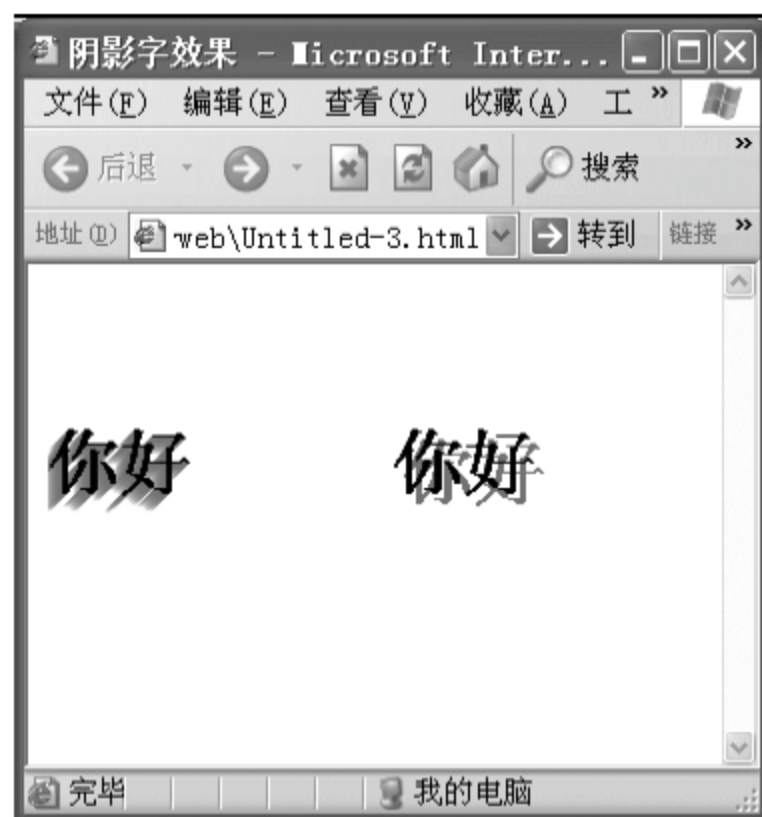 阴影字效果 - Microsoft Inter...
文件(F) 编辑(E) 查看(V) 收藏(A) 工 »
后退 搜索 »
地址(D) web\Untitled-3.html 转到 链接 »
你好 你好
完毕 我的电脑